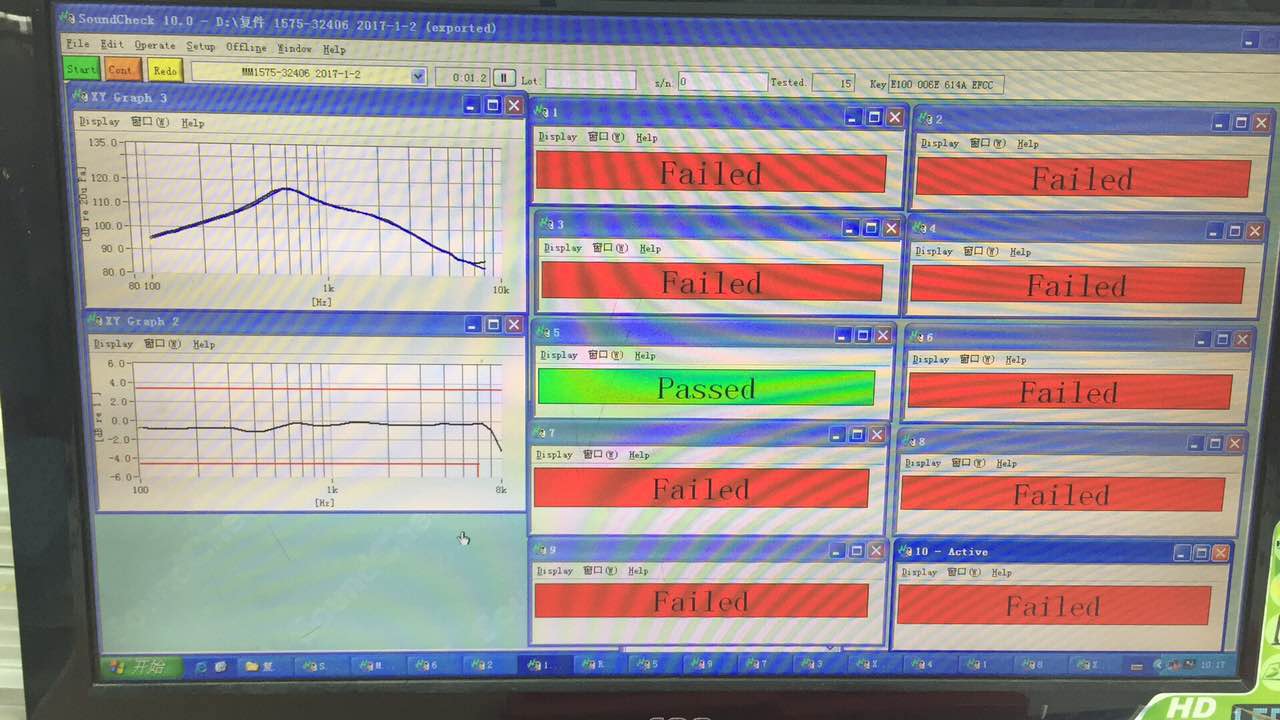 SoundCheck 10.0 - D:\复件 1575-32406 2017-1-2 (exported)
File Edit Operate Setup Offline Window Help
Start Cont. Redo MM1575-32406 2017-1-2 0:01.2 Lot. s/n. 0 Tested. 15 Key E100 006E 614A EFCC
XY Graph 3
Display 窗口(W) Help
135.0
120.0
110.0
100.0
90.0
80.0
[dB re 20u Pa]
80 100 1k 10k
[Hz]
XY Graph 2
Display 窗口(W) Help
6.0
4.0
2.0
0.0
-2.0
-4.0
-6.0
[dB re ]
100 1k 8k
[Hz]
1
Display 窗口(W) Help
Failed
2
Display 窗口(W) Help
Failed
3
Display 窗口(W) Help
Failed
4
Display 窗口(W) Help
Failed
5
Display 窗口(W) Help
Passed
6
Display 窗口(W) Help
Failed
7
Display 窗口(W) Help
Failed
8
Display 窗口(W) Help
Failed
9
Display 窗口(W) Help
Failed
10 - Active
Display 窗口(W) Help
Failed
开始 S. M. 6 2 1. R. 5 9 7 3 X. 4 1 8 X. 10:17
HD